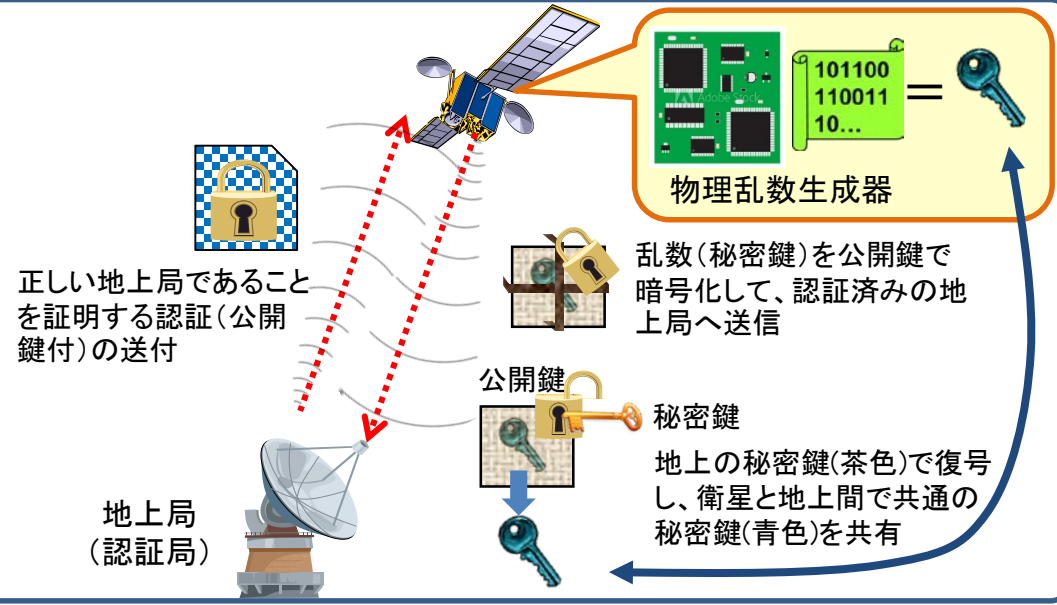 101100
110011
10...
=
Adobe Stock
物理乱数生成器
正しい地上局であること
を証明する認証（公開
鍵付）の送付
乱数（秘密鍵）を公開鍵で
暗号化して、認証済みの地
上局へ送信
公開鍵
秘密鍵
地上の秘密鍵(茶色)で復号
し、衛星と地上間で共通の
秘密鍵(青色)を共有
地上局
（認証局）